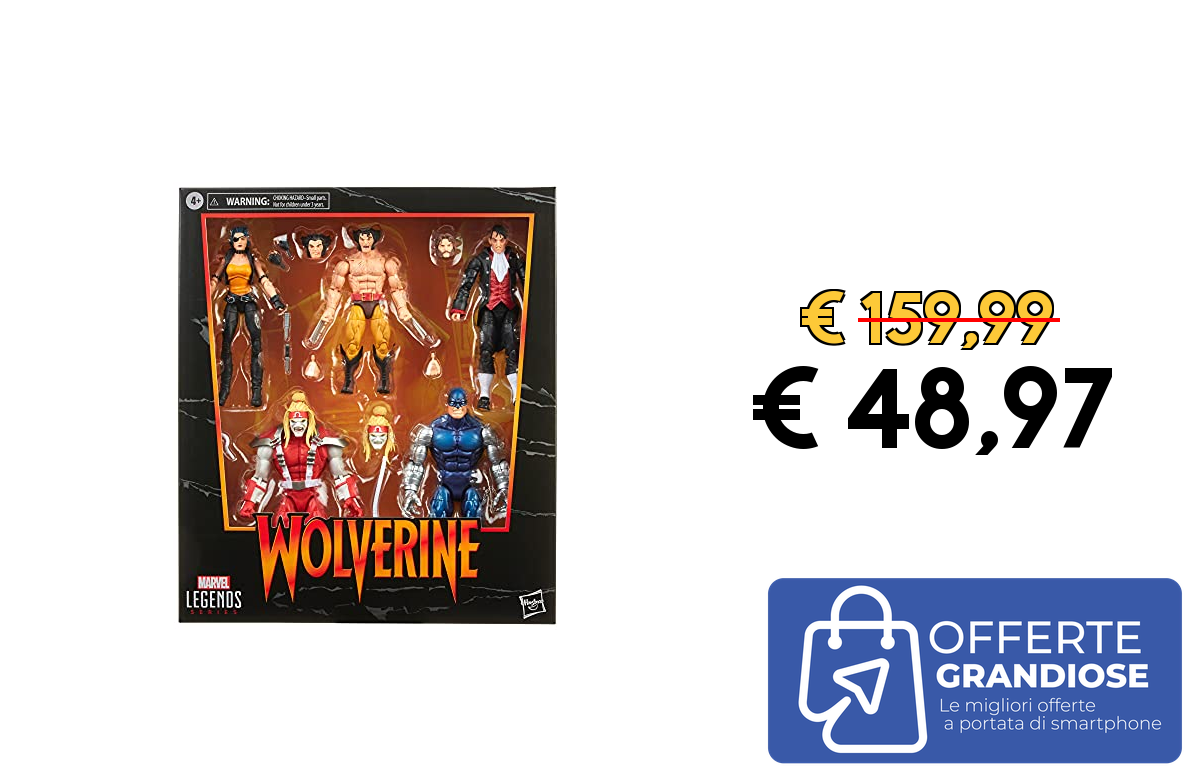 4+
WARNING:
CHOKING HAZARD–Small parts.
Not for children under 3 years.
WOLVERINE
MARVEL
LEGENDS
SERIES
Hasbro
€ 159,99
€ 48,97
OFFERTE
GRANDIOSE
Le migliori offerte
a portata di smartphone